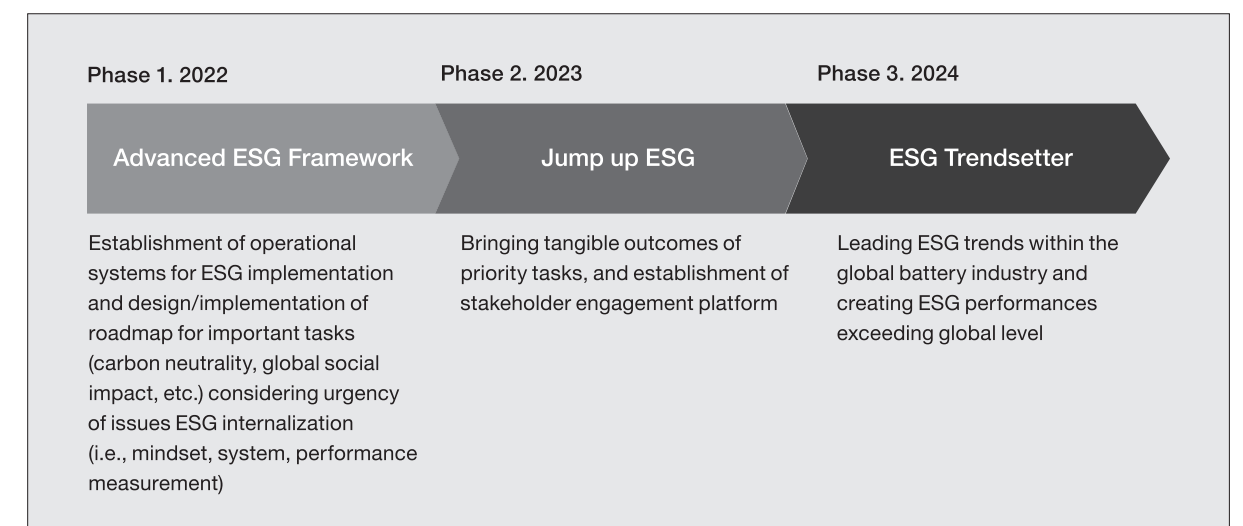 Phase 1. 2022
Advanced ESG Framework
Establishment of operational
systems for ESG implementation
and design/implementation of
roadmap for important tasks
(carbon neutrality, global social
impact, etc.) considering urgency
of issues ESG internalization
(i.e., mindset, system, performance
measurement)
Phase 2. 2023
Jump up ESG
Bringing tangible outcomes of
priority tasks, and establishment of
stakeholder engagement platform
Phase 3. 2024
ESG Trendsetter
Leading ESG trends within the
global battery industry and
creating ESG performances
exceeding global level